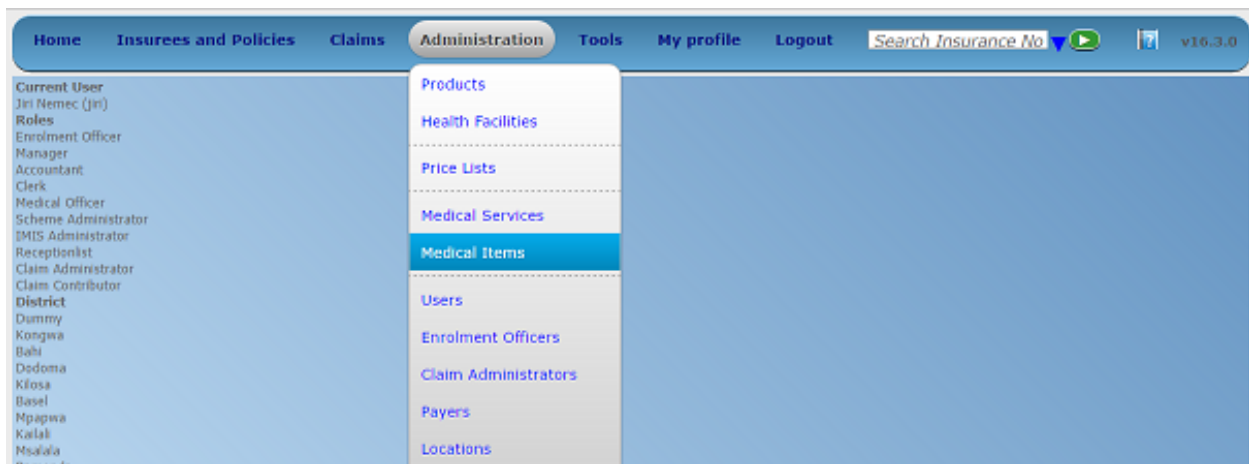 Home Insurees and Policies Claims Administration Tools My profile Logout Search Insurance No v16.3.0
Current User
Jiri Nemec (jiri)
Roles
Enrolment Officer
Manager
Accountant
Clerk
Medical Officer
Scheme Administrator
IMIS Administrator
Receptionist
Claim Administrator
Claim Contributor
District
Dummy
Kongwa
Bahi
Dodoma
Kilosa
Basel
Mpapwa
Kailali
Msalala
Products
Health Facilities
Price Lists
Medical Services
Medical Items
Users
Enrolment Officers
Claim Administrators
Payers
Locations